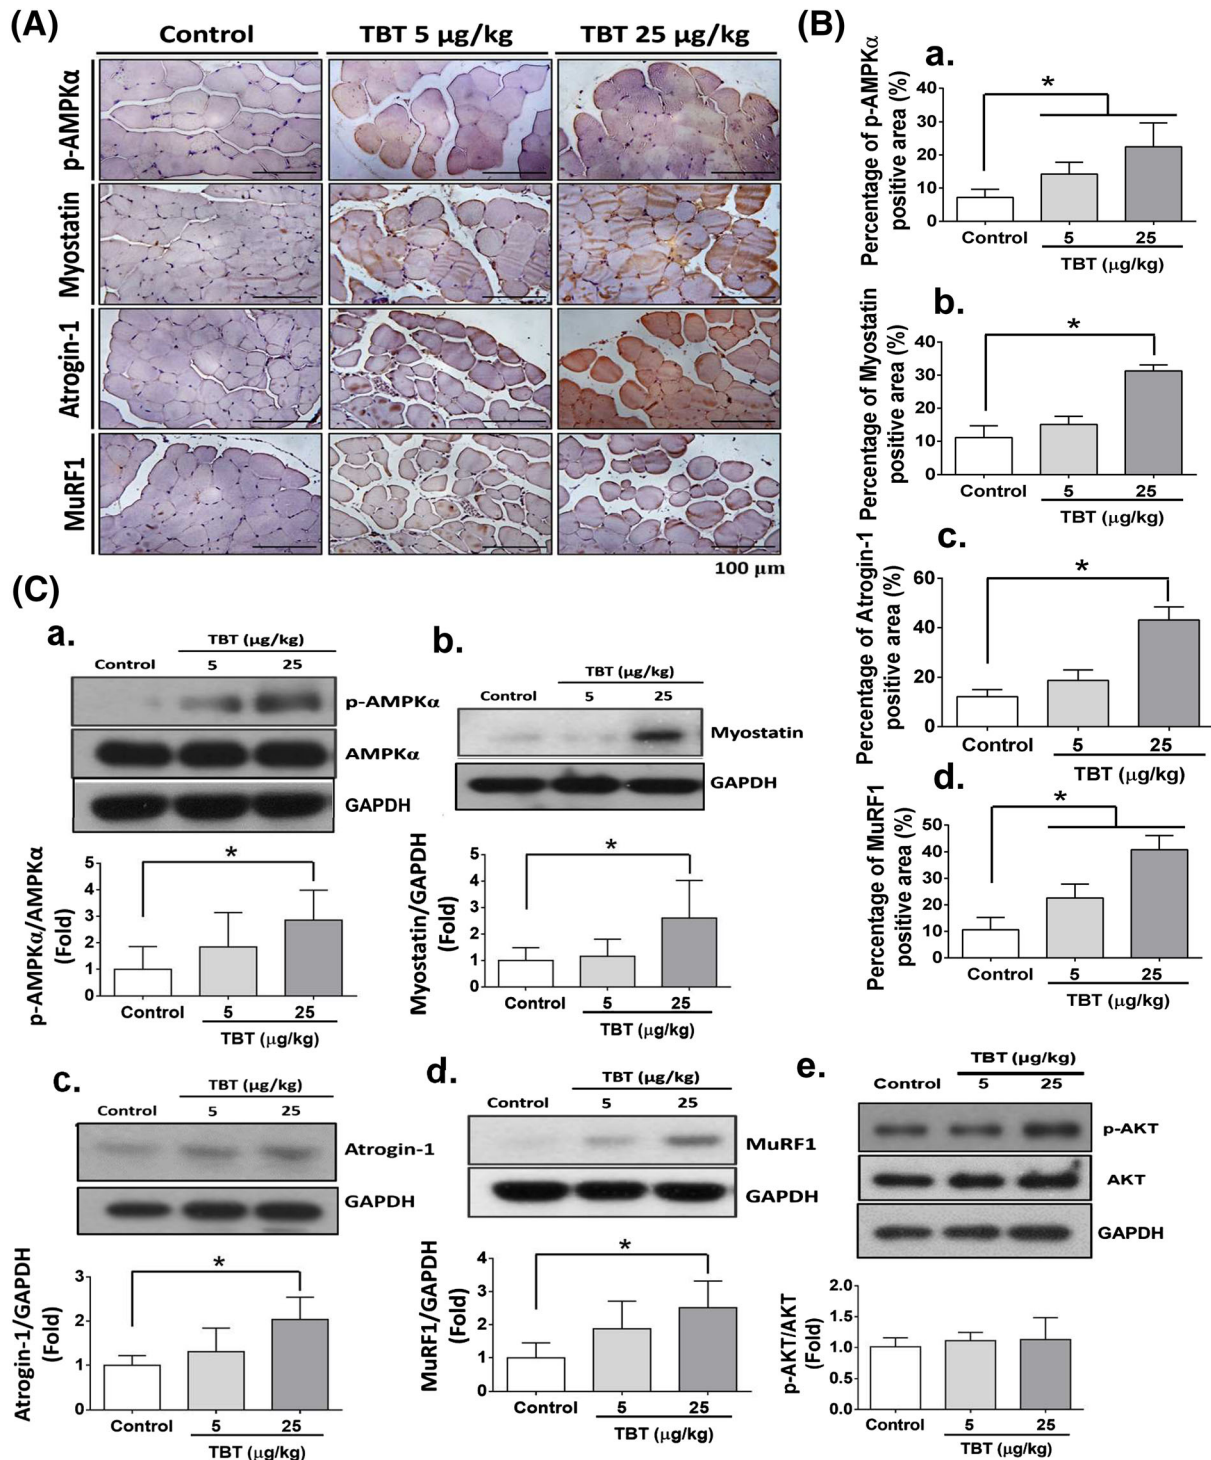 (A)
Control
TBT 5 μg/kg
TBT 25 μg/kg
p-AMPKα
Myostatin
Atrogin-1
MuRF1
100 μm
(B)
a.
Percentage of p-AMPKα
positive area (%)
40
30
20
10
0
*
Control
5
25
TBT (μg/kg)
b.
Percentage of Myostatin
positive area (%)
40
30
20
10
0
*
Control
5
25
TBT (μg/kg)
c.
Percentage of Atrogin-1
positive area (%)
60
40
20
0
*
Control
5
25
TBT (μg/kg)
d.
Percentage of MuRF1
positive area (%)
50
40
30
20
10
0
*
Control
5
25
TBT (μg/kg)
(C)
a.
TBT (μg/kg)
Control
5
25
p-AMPKα
AMPKα
GAPDH
p-AMPKα/AMPKα
(Fold)
5
4
3
2
1
0
*
Control
5
25
TBT (μg/kg)
b.
TBT (μg/kg)
Control
5
25
Myostatin
GAPDH
Myostatin/GAPDH
(Fold)
5
4
3
2
1
0
*
Control
5
25
TBT (μg/kg)
c.
TBT (μg/kg)
Control
5
25
Atrogin-1
GAPDH
Atrogin-1/GAPDH
(Fold)
3
2
1
0
*
Control
5
25
TBT (μg/kg)
d.
TBT (μg/kg)
Control
5
25
MuRF1
GAPDH
MuRF1/GAPDH
(Fold)
4
3
2
1
0
*
Control
5
25
TBT (μg/kg)
e.
TBT (μg/kg)
Control
5
25
p-AKT
AKT
GAPDH
p-AKT/AKT
(Fold)
2.0
1.5
1.0
0.5
0.0
Control
5
25
TBT (μg/kg)